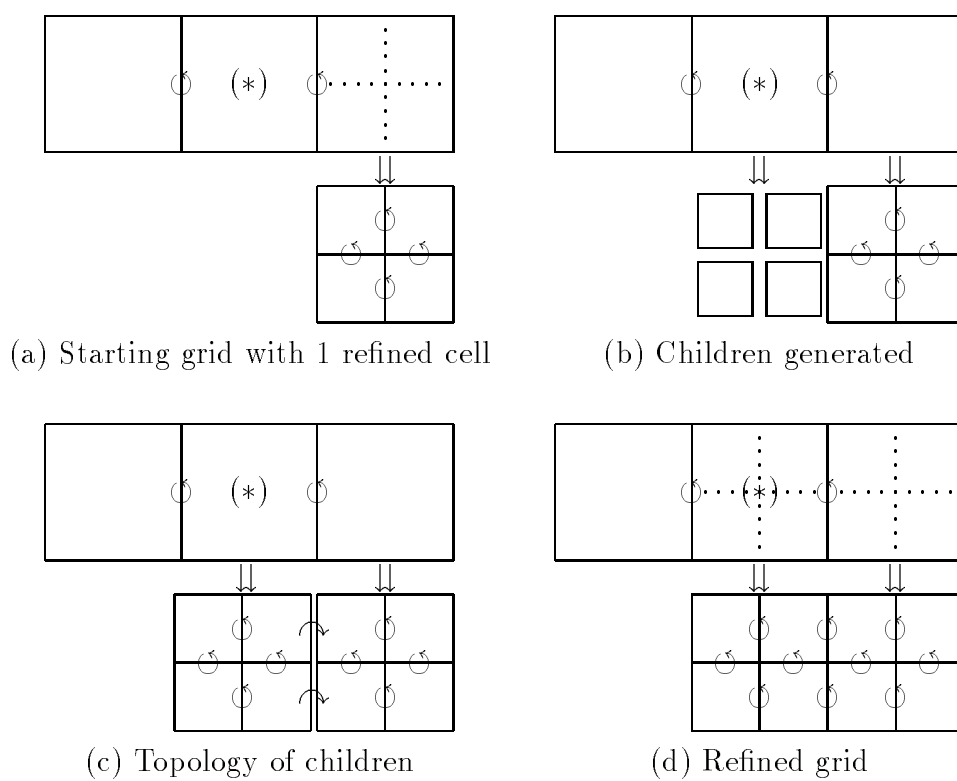 (*)
(*)
(a) Starting grid with 1 refined cell
(b) Children generated
(*)
(*)
(c) Topology of children
(d) Refined grid